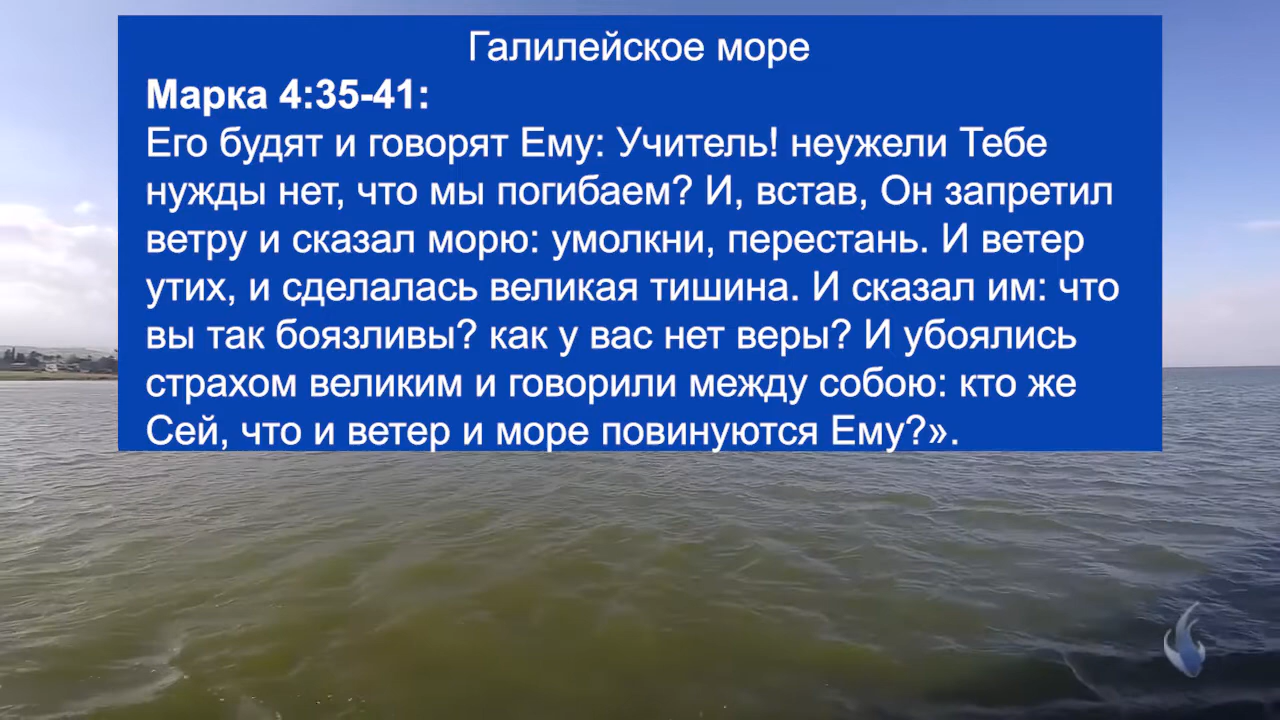 Галилейское море
Марка 4:35-41:
Его будят и говорят Ему: Учитель! неужели Тебе
нужды нет, что мы погибаем? И, встав, Он запретил
ветру и сказал морю: умолкни, перестань. И ветер
утих, и сделалась великая тишина. И сказал им: что
вы так боязливы? как у вас нет веры? И убоялись
страхом великим и говорили между собою: кто же
Сей, что и ветер и море повинуются Ему?».